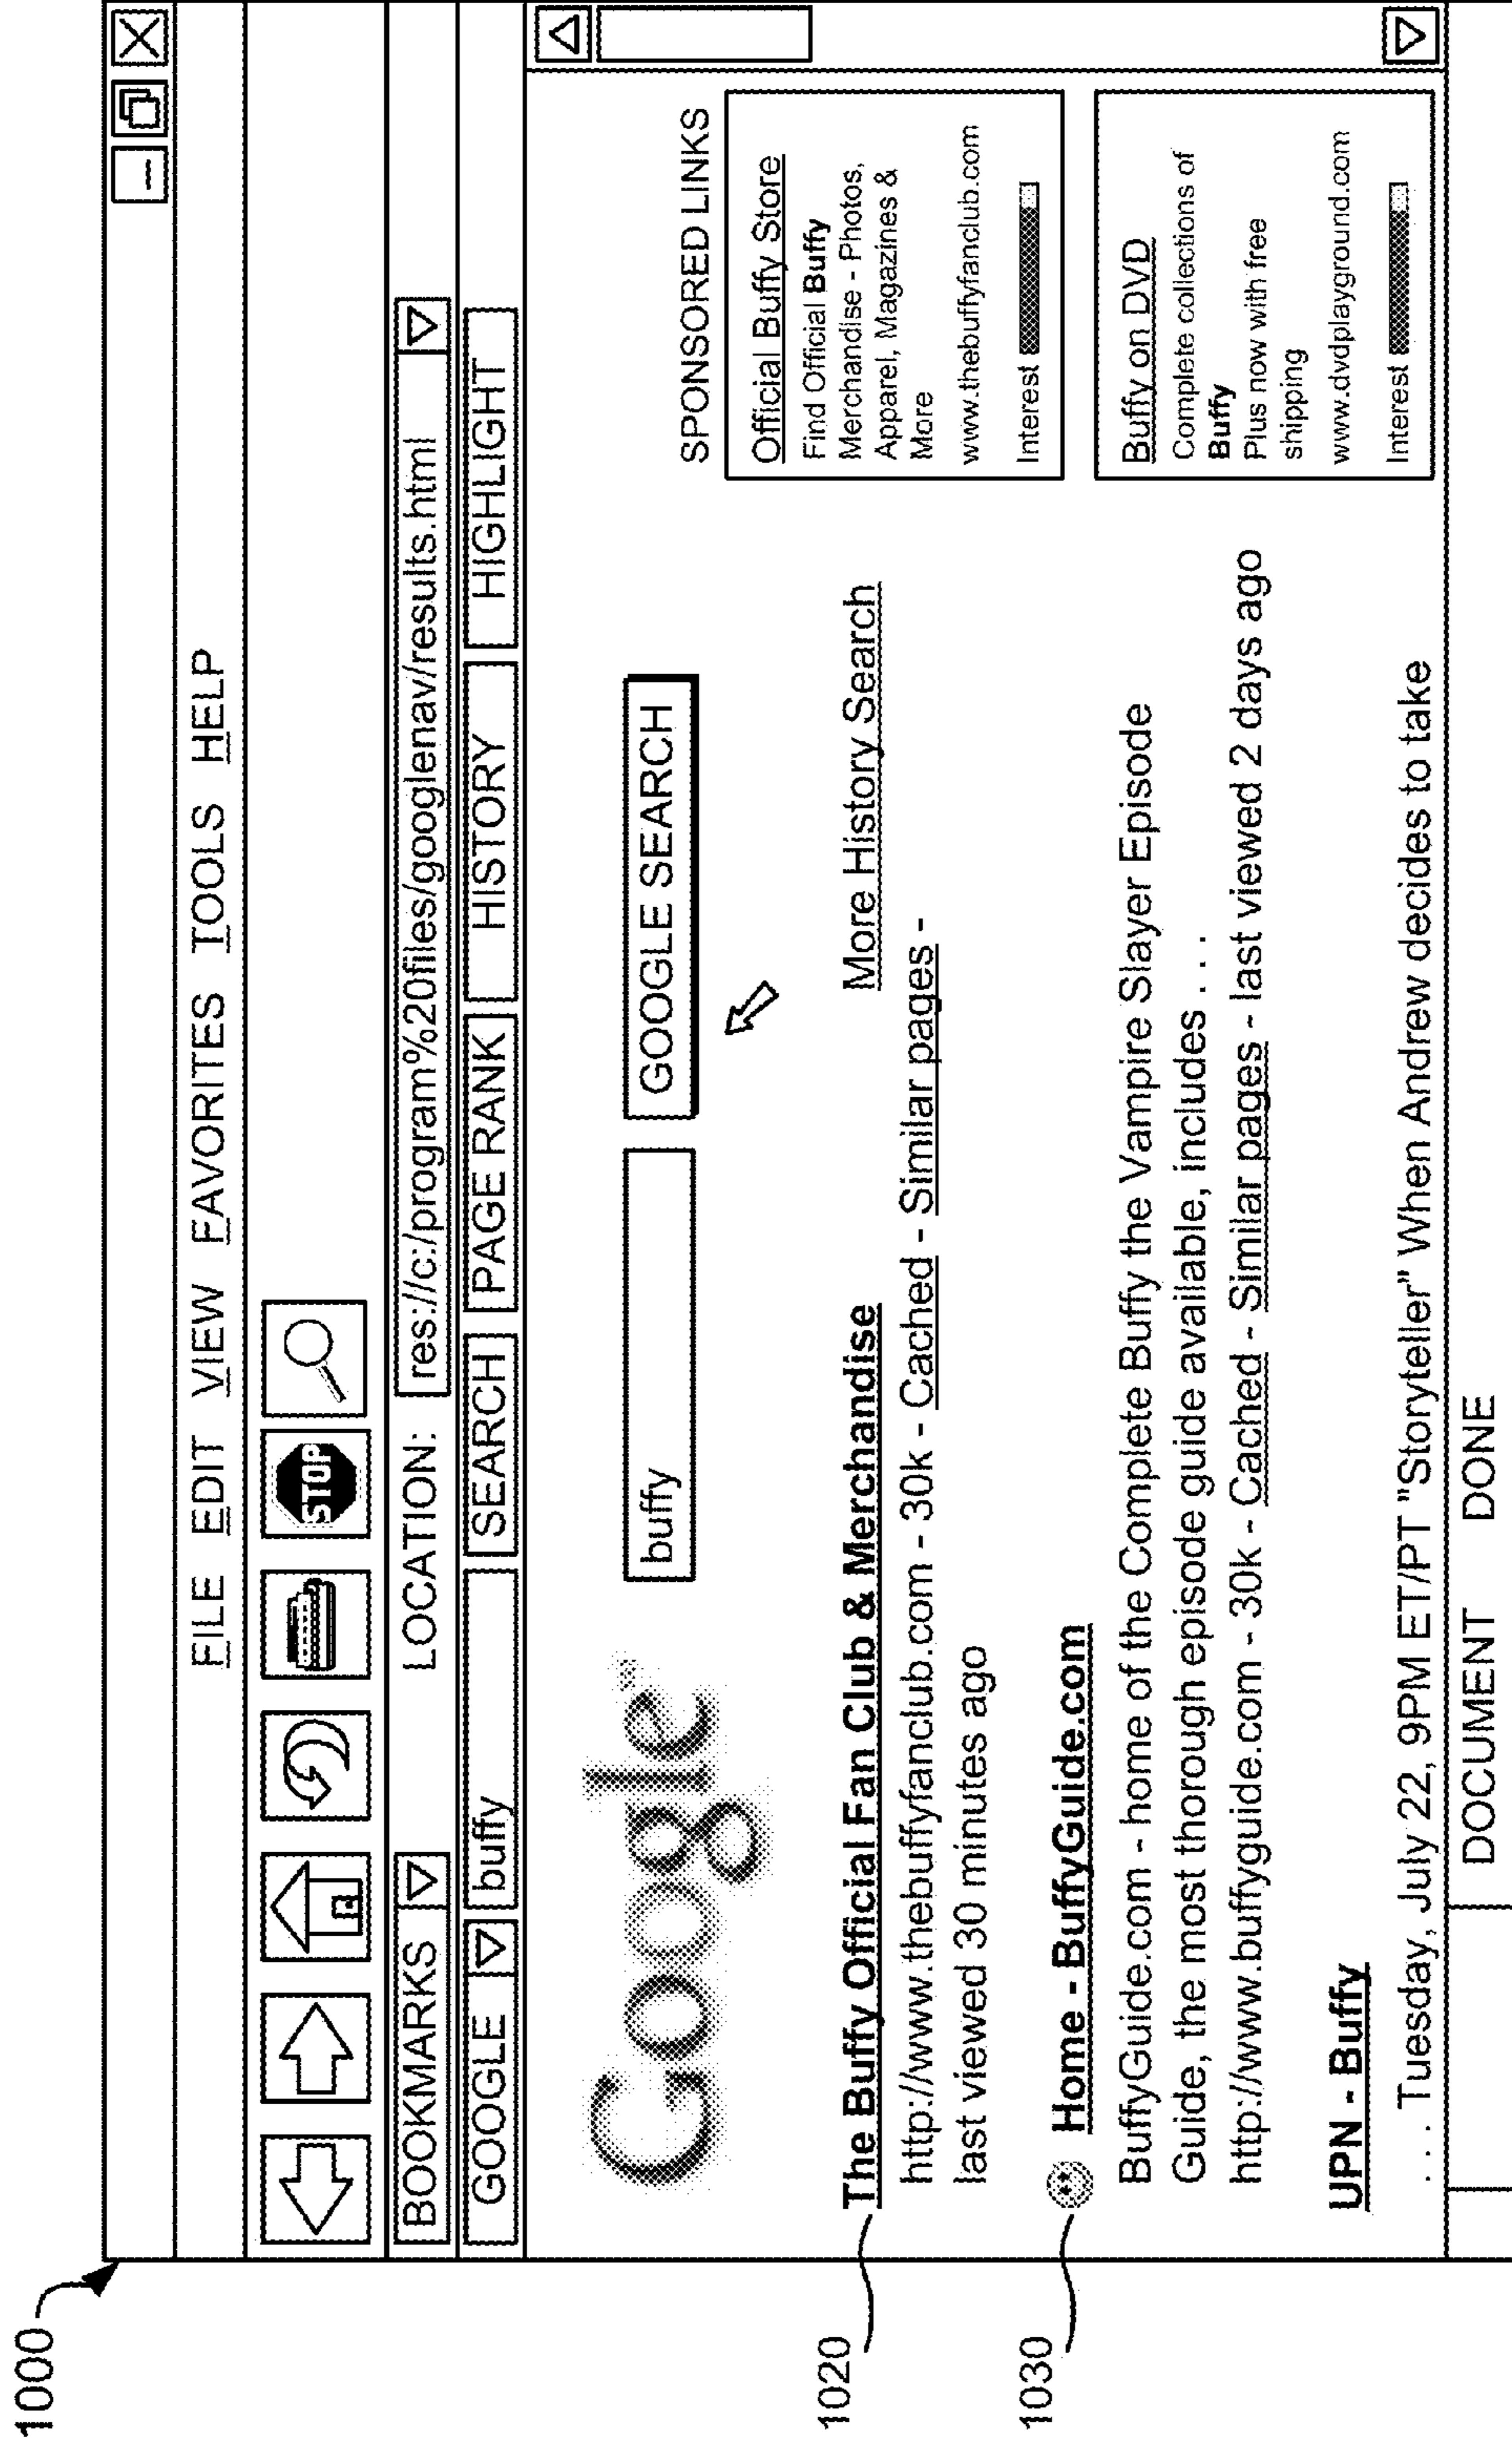 1000
FILE EDIT VIEW FAVORITES TOOLS HELP
STOP
BOOKMARKS LOCATION: res://c:/program%20files/googlenav/results.html
GOOGLE buffy SEARCH PAGE RANK HISTORY HIGHLIGHT
Google buffy GOOGLE SEARCH
SPONSORED LINKS
1020
The Buffy Official Fan Club & Merchandise More History Search
http://www.thebuffyfanclub.com - 30k - Cached - Similar pages -
last viewed 30 minutes ago
1030
Home - BuffyGuide.com
BuffyGuide.com - home of the Complete Buffy the Vampire Slayer Episode
Guide, the most thorough episode guide available, includes . . . .
http://www.buffyguide.com - 30k - Cached - Similar pages - last viewed 2 days ago
UPN - Buffy
. . . Tuesday, July 22, 9PM ET/PT "Storyteller" When Andrew decides to take
Official Buffy Store
Find Official Buffy
Merchandise - Photos,
Apparel, Magazines &
More
www.thebuffyfanclub.com
Interest
Buffy on DVD
Complete collections of
Buffy
Plus now with free
shipping
www.dvdplayground.com
Interest
DOCUMENT DONE